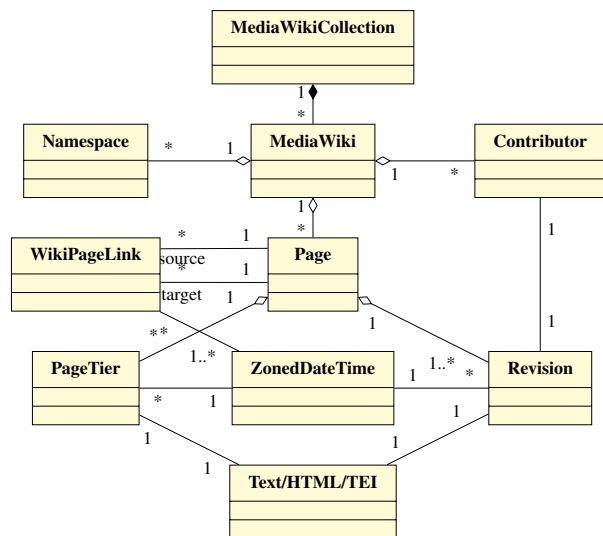 MediaWikiCollection
1
*
Namespace
*
1
MediaWiki
1
*
Contributor
1
*
1
WikiPageLink
*
1
source
*
1
target
Page
1
1
**
1..*
1..*
*
1
PageTier
*
1
ZonedDateTime
1
Revision
1
1
1
1
Text/HTML/TEI